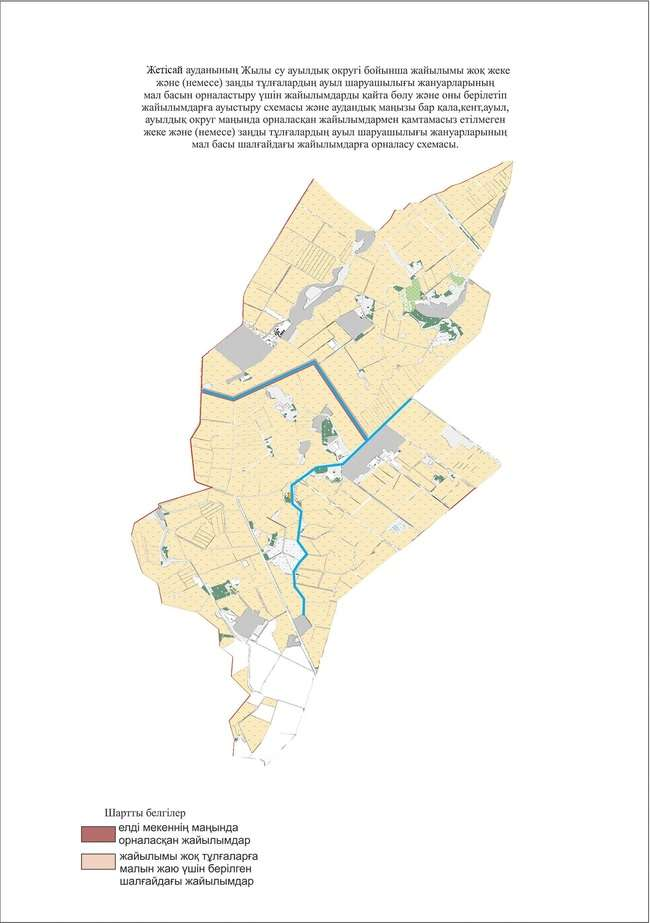 Жетісай ауданының Жылы су ауылдық округі бойынша жайылымы жоқ жеке
және (немесе) заңды тұлғалардың ауыл шаруашылығы жануарларының
мал басын орналастыру үшін жайылымдарды қайта бөлу және оны берілетін
жайылымдарға ауыстыру схемасы және аудандық маңызы бар қала,кент,ауыл,
ауылдық округ маңында орналасқан жайылымдармен қамтамасыз етілмеген
жеке және (немесе) заңды тұлғалардың ауыл шаруашылығы жануарларының
мал басы шалғайдағы жайылымдарға орналасу схемасы.
Шартты белгілер
елді мекеннің маңында
орналасқан жайылымдар
жайылымы жоқ тұлғаларға
малын жаю үшін берілген
шалғайдағы жайылымдар